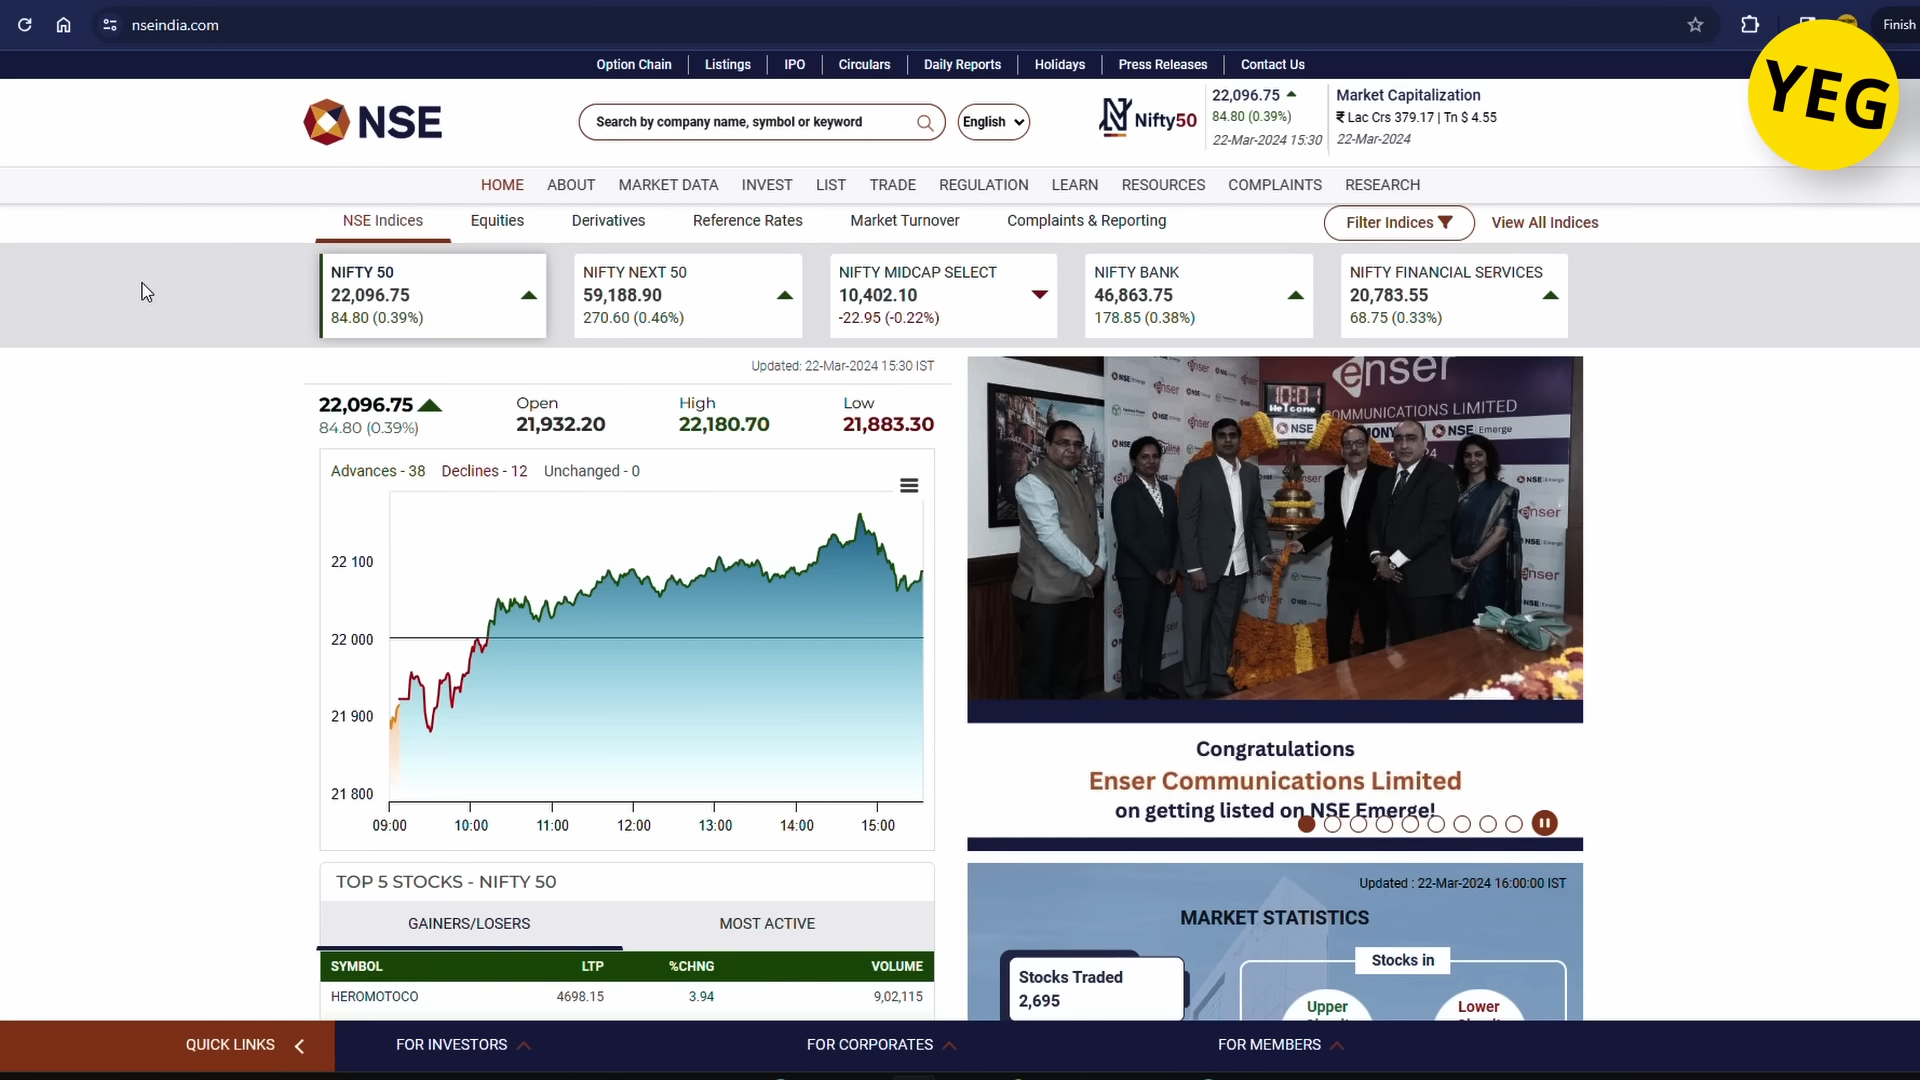 nseindia.com
Finish
YEG
Option Chain
Listings
IPO
Circulars
Daily Reports
Holidays
Press Releases
Contact Us
NSE
Search by company name, symbol or keyword
English
Nifty50
22,096.75
84.80 (0.39%)
22-Mar-2024 15:30
Market Capitalization
₹ Lac Crs 379.17 | Tn $ 4.55
22-Mar-2024
HOME
ABOUT
MARKET DATA
INVEST
LIST
TRADE
REGULATION
LEARN
RESOURCES
COMPLAINTS
RESEARCH
NSE Indices
Equities
Derivatives
Reference Rates
Market Turnover
Complaints & Reporting
Filter Indices
View All Indices
NIFTY 50
22,096.75
84.80 (0.39%)
NIFTY NEXT 50
59,188.90
270.60 (0.46%)
NIFTY MIDCAP SELECT
10,402.10
-22.95 (-0.22%)
NIFTY BANK
46,863.75
178.85 (0.38%)
NIFTY FINANCIAL SERVICES
20,783.55
68.75 (0.33%)
Updated: 22-Mar-2024 15:30 IST
22,096.75
84.80 (0.39%)
Open
21,932.20
High
22,180.70
Low
21,883.30
Advances - 38
Declines - 12
Unchanged - 0
22 100
22 000
21 900
21 800
09:00
10:00
11:00
12:00
13:00
14:00
15:00
enser
COMMUNICATIONS LIMITED
10:01
Welcome
NSE
NSE | Emerge
Congratulations
Enser Communications Limited
on getting listed on NSE Emerge!
TOP 5 STOCKS - NIFTY 50
GAINERS/LOSERS
MOST ACTIVE
SYMBOL
LTP
%CHNG
VOLUME
HEROMOTOCO
4698.15
3.94
9,02,115
Updated : 22-Mar-2024 16:00:00 IST
MARKET STATISTICS
Stocks Traded
2,695
Stocks in
Upper
Lower
QUICK LINKS
FOR INVESTORS
FOR CORPORATES
FOR MEMBERS